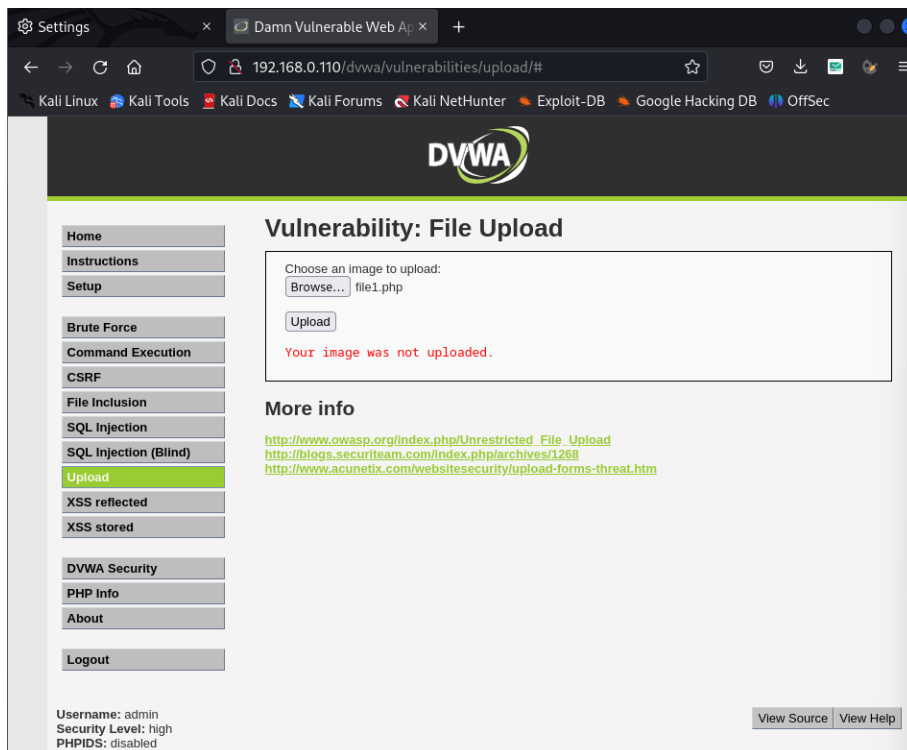 Settings
Damn Vulnerable Web Ap
192.168.0.110/dvwa/vulnerabilities/upload/#
Kali Linux Kali Tools Kali Docs Kali Forums Kali NetHunter Exploit-DB Google Hacking DB OffSec
DVWA
Home
Instructions
Setup
Brute Force
Command Execution
CSRF
File Inclusion
SQL Injection
SQL Injection (Blind)
Upload
XSS reflected
XSS stored
DVWA Security
PHP Info
About
Logout
Vulnerability: File Upload
Choose an image to upload:
Browse... file1.php
Upload
Your image was not uploaded.
More info
http://www.owasp.org/index.php/Unrestricted_File_Upload
http://blogs.securiteam.com/index.php/archives/1268
http://www.acunetix.com/websitesecurity/upload-forms-threat.htm
Username: admin
Security Level: high
PHPIDS: disabled
View Source View Help